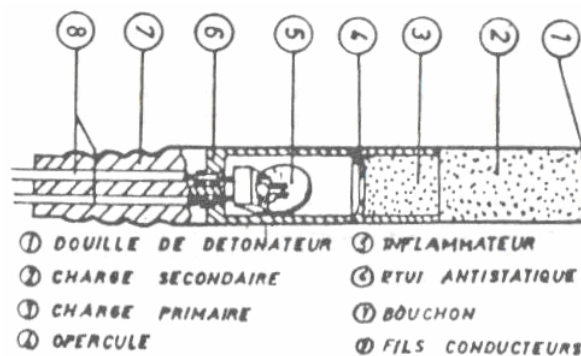 8 7 6 5 4 3 2 1
① DOUILLE DE DETONATEUR
② CHARGE SECONDAIRE
③ CHARGE PRIMAIRE
④ OPERCULE
⑤ INFLAMMATEUR
⑥ ETUI ANTISTATIQUE
⑦ BOUCHON
⑧ FILS CONDUCTEURS